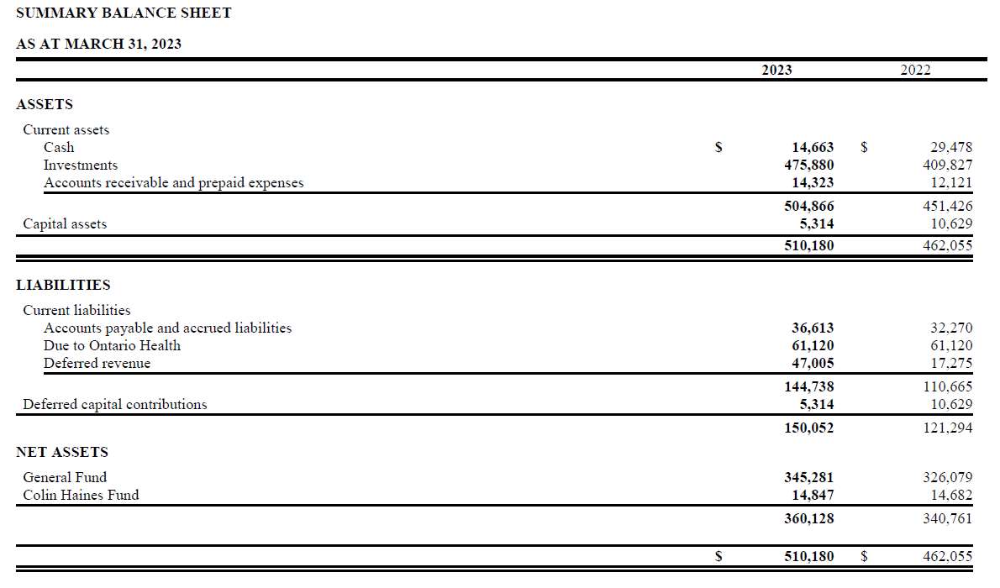 SUMMARY BALANCE SHEET
AS AT MARCH 31, 2023
2023 2022
ASSETS
Current assets
Cash $ 14,663 $ 29,478
Investments 475,880 409,827
Accounts receivable and prepaid expenses 14,323 12,121
504,866 451,426
Capital assets 5,314 10,629
510,180 462,055
LIABILITIES
Current liabilities
Accounts payable and accrued liabilities 36,613 32,270
Due to Ontario Health 61,120 61,120
Deferred revenue 47,005 17,275
144,738 110,665
Deferred capital contributions 5,314 10,629
150,052 121,294
NET ASSETS
General Fund 345,281 326,079
Colin Haines Fund 14,847 14,682
360,128 340,761
$ 510,180 $ 462,055